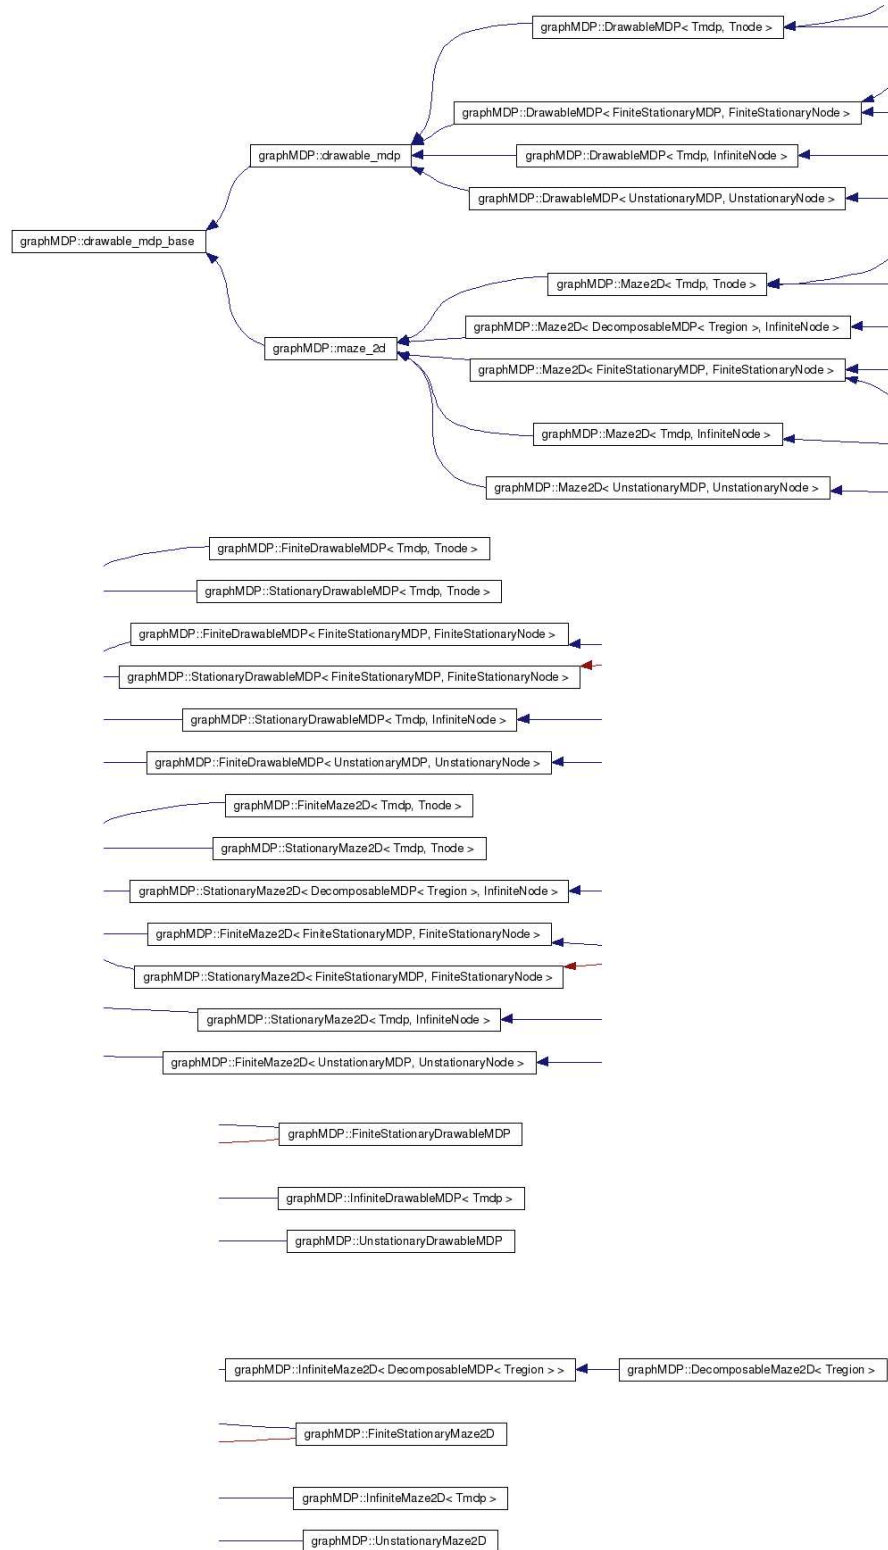 graphMDP::DrawableMDP< Tmdp, Tnode >
graphMDP::DrawableMDP< FiniteStationaryMDP, FiniteStationaryNode >
graphMDP::drawable_mdp
graphMDP::DrawableMDP< Tmdp, InfiniteNode >
graphMDP::DrawableMDP< UnstationaryMDP, UnstationaryNode >
graphMDP::drawable_mdp_base
graphMDP::Maze2D< Tmdp, Tnode >
graphMDP::Maze2D< DecomposableMDP< Tregion >, InfiniteNode >
graphMDP::maze_2d
graphMDP::Maze2D< FiniteStationaryMDP, FiniteStationaryNode >
graphMDP::Maze2D< Tmdp, InfiniteNode >
graphMDP::Maze2D< UnstationaryMDP, UnstationaryNode >
graphMDP::FiniteDrawableMDP< Tmdp, Tnode >
graphMDP::StationaryDrawableMDP< Tmdp, Tnode >
graphMDP::FiniteDrawableMDP< FiniteStationaryMDP, FiniteStationaryNode >
graphMDP::StationaryDrawableMDP< FiniteStationaryMDP, FiniteStationaryNode >
graphMDP::StationaryDrawableMDP< Tmdp, InfiniteNode >
graphMDP::FiniteDrawableMDP< UnstationaryMDP, UnstationaryNode >
graphMDP::FiniteMaze2D< Tmdp, Tnode >
graphMDP::StationaryMaze2D< Tmdp, Tnode >
graphMDP::StationaryMaze2D< DecomposableMDP< Tregion >, InfiniteNode >
graphMDP::FiniteMaze2D< FiniteStationaryMDP, FiniteStationaryNode >
graphMDP::StationaryMaze2D< FiniteStationaryMDP, FiniteStationaryNode >
graphMDP::StationaryMaze2D< Tmdp, InfiniteNode >
graphMDP::FiniteMaze2D< UnstationaryMDP, UnstationaryNode >
graphMDP::FiniteStationaryDrawableMDP
graphMDP::InfiniteDrawableMDP< Tmdp >
graphMDP::UnstationaryDrawableMDP
graphMDP::InfiniteMaze2D< DecomposableMDP< Tregion > >
graphMDP::DecomposableMaze2D< Tregion >
graphMDP::FiniteStationaryMaze2D
graphMDP::InfiniteMaze2D< Tmdp >
graphMDP::UnstationaryMaze2D